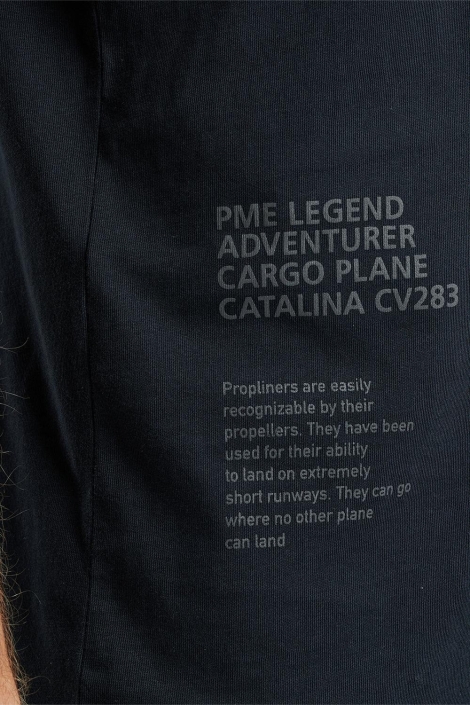 PME LEGEND
ADVENTURER
CARGO PLANE
CATALINA CV283
Propliners are easily
recognizable by their
propellers. They have been
used for their ability
to land on extremely
short runways. They can go
where no other plane
can land